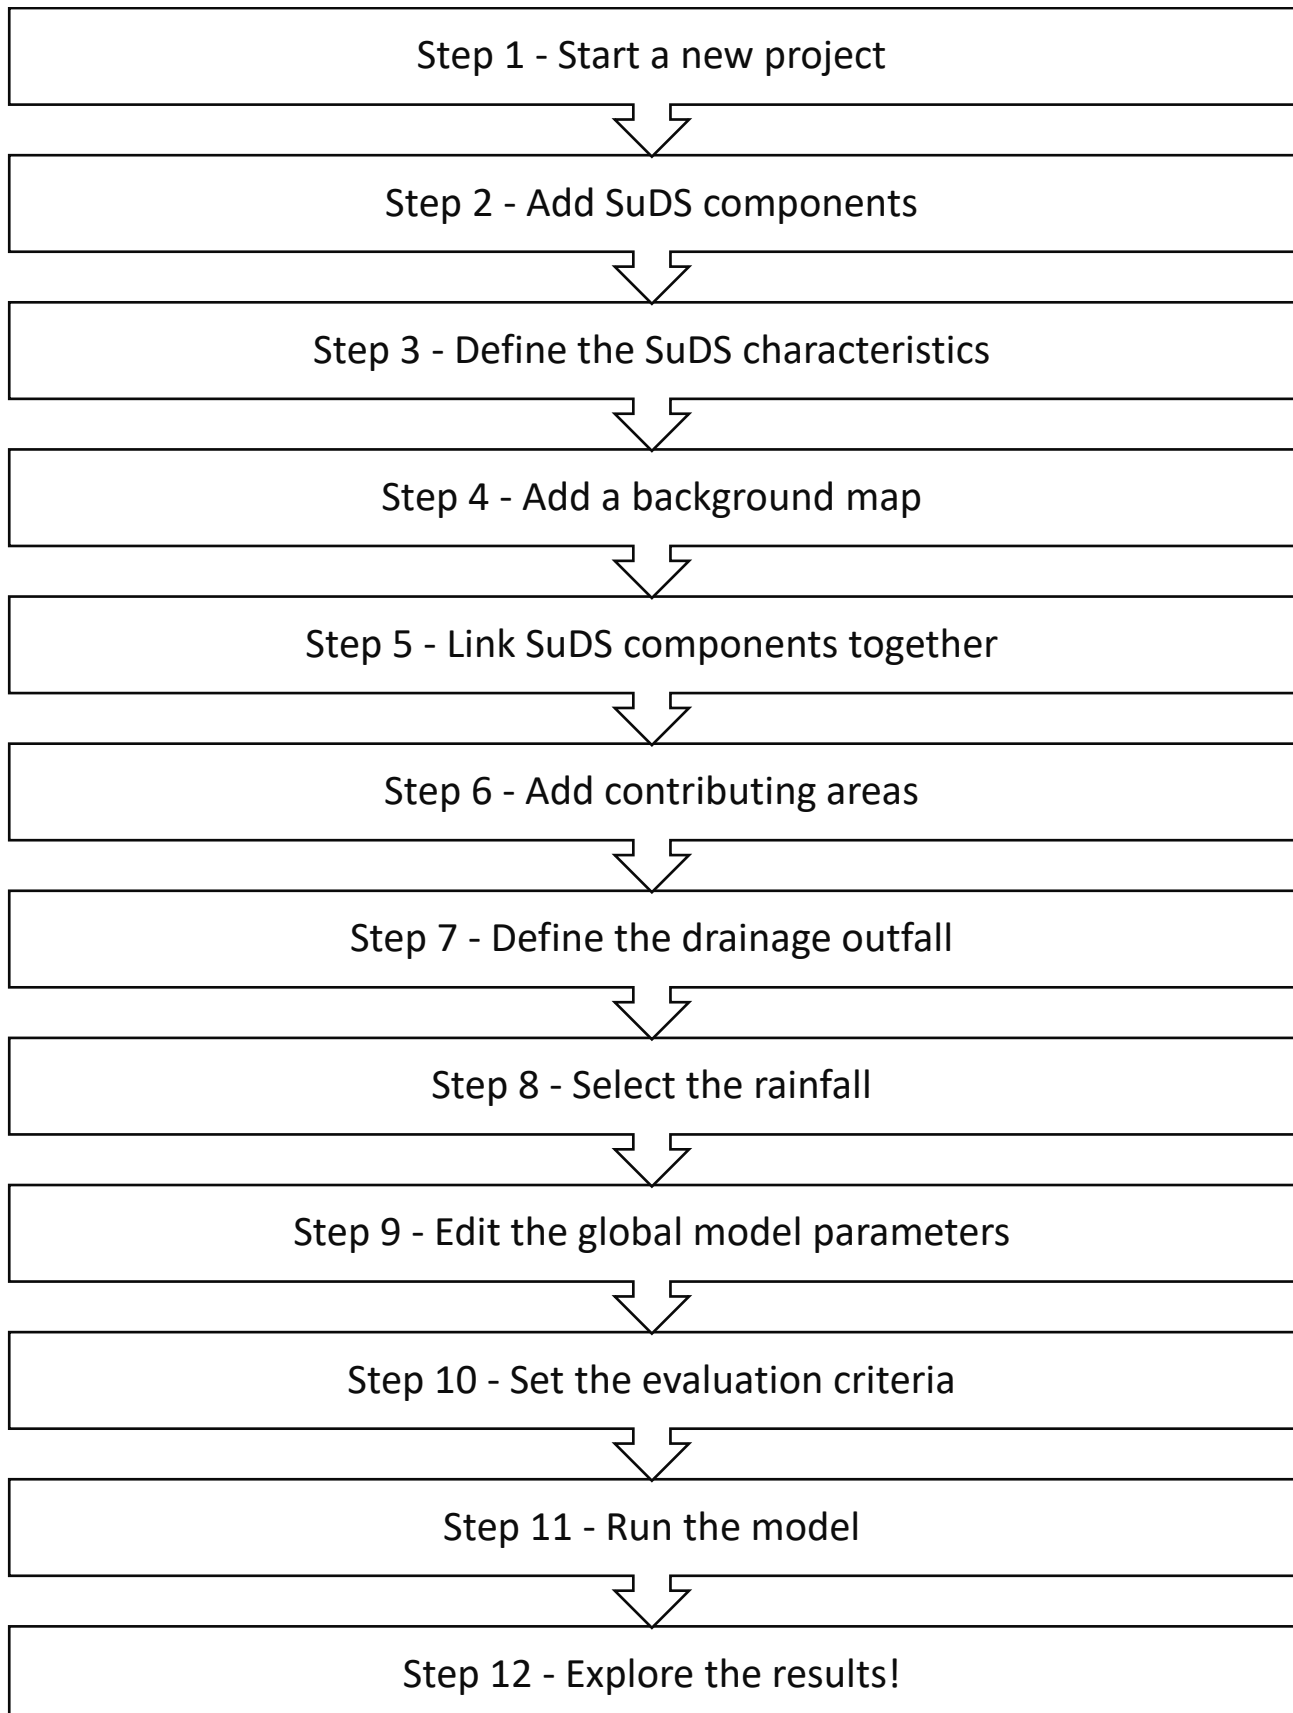 Step 1 - Start a new project
Step 2 - Add SuDS components
Step 3 - Define the SuDS characteristics
Step 4 - Add a background map
Step 5 - Link SuDS components together
Step 6 - Add contributing areas
Step 7 - Define the drainage outfall
Step 8 - Select the rainfall
Step 9 - Edit the global model parameters
Step 10 - Set the evaluation criteria
Step 11 - Run the model
Step 12 - Explore the results!